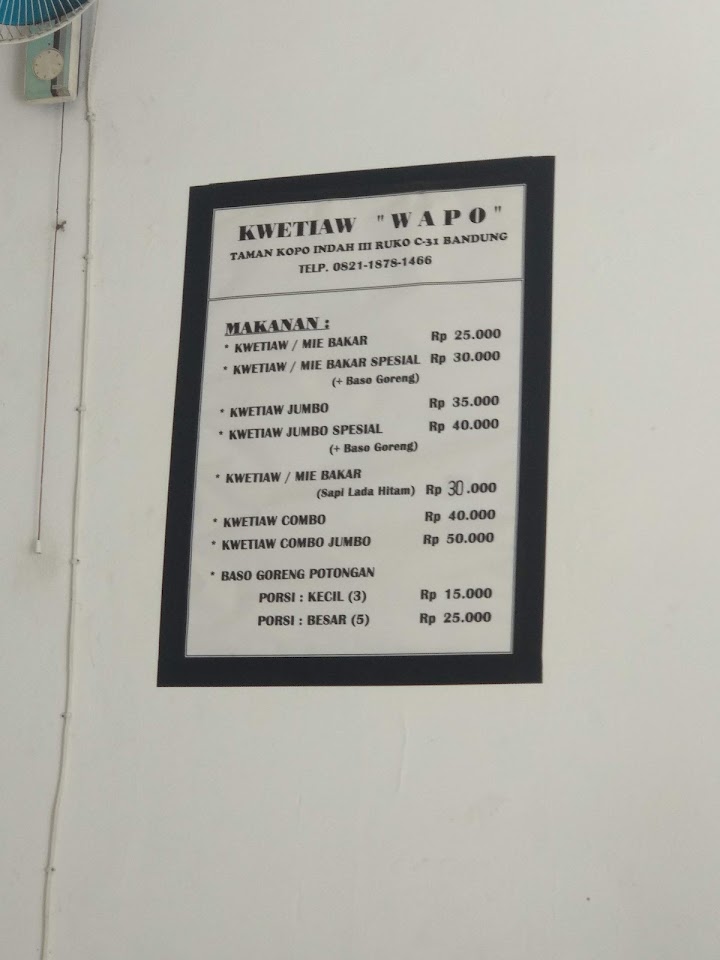 KWETIAW "WAPO"
TAMAN KOPO INDAH III RUKO C-31 BANDUNG
TELP. 0821-1878-1466
MAKANAN :
* KWETIAW / MIE BAKAR Rp 25.000
* KWETIAW / MIE BAKAR SPESIAL Rp 30.000
(+ Baso Goreng)
* KWETIAW JUMBO Rp 35.000
* KWETIAW JUMBO SPESIAL Rp 40.000
(+ Baso Goreng)
* KWETIAW / MIE BAKAR
(Sapi Lada Hitam) Rp 30.000
* KWETIAW COMBO Rp 40.000
* KWETIAW COMBO JUMBO Rp 50.000
* BASO GORENG POTONGAN
PORSI : KECIL (3) Rp 15.000
PORSI : BESAR (5) Rp 25.000